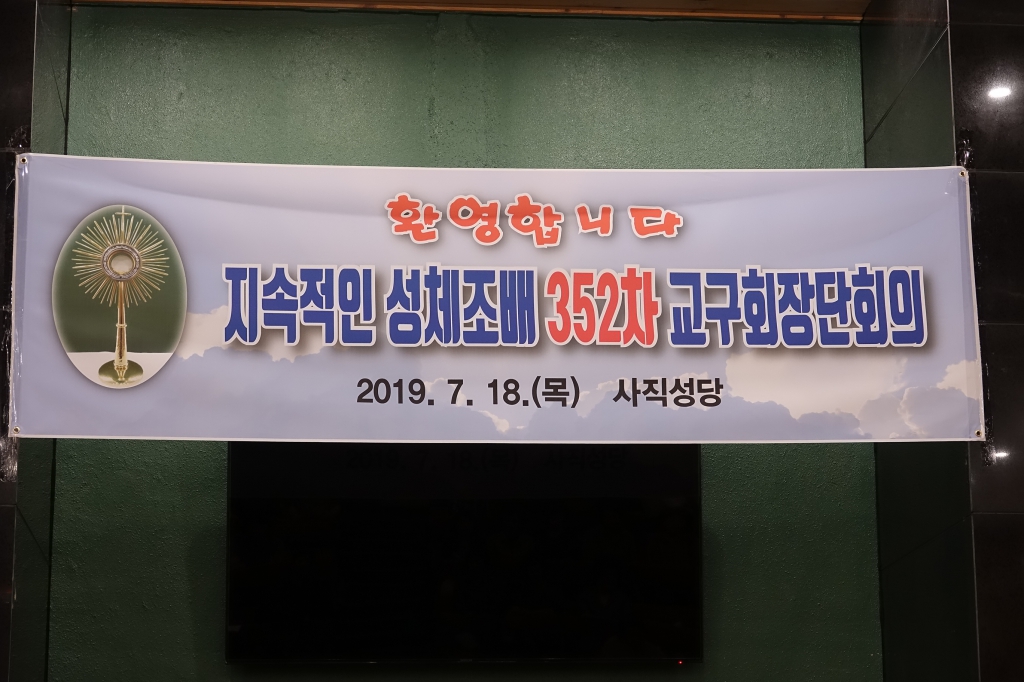 환영합니다
지속적인 성체조배 352차 교구회장단회의
2019. 7. 18.(목) 사직성당